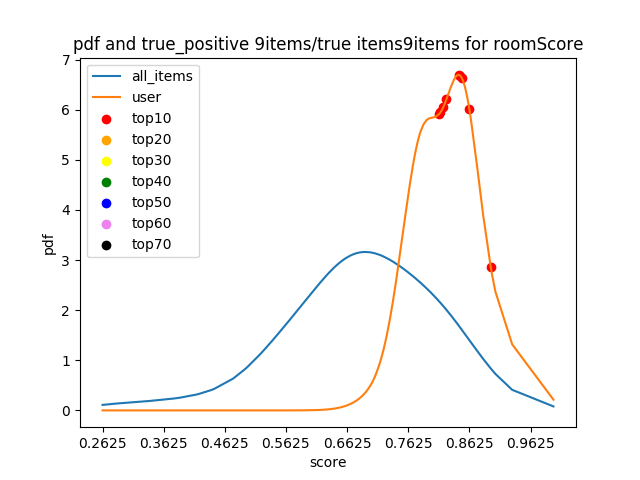 pdf and true_positive 9items/true items9items for roomScore
7
6
5
4
3
2
1
0
pdf
all_items
user
top10
top20
top30
top40
top50
top60
top70
0.2625 0.3625 0.4625 0.5625 0.6625 0.7625 0.8625 0.9625
score